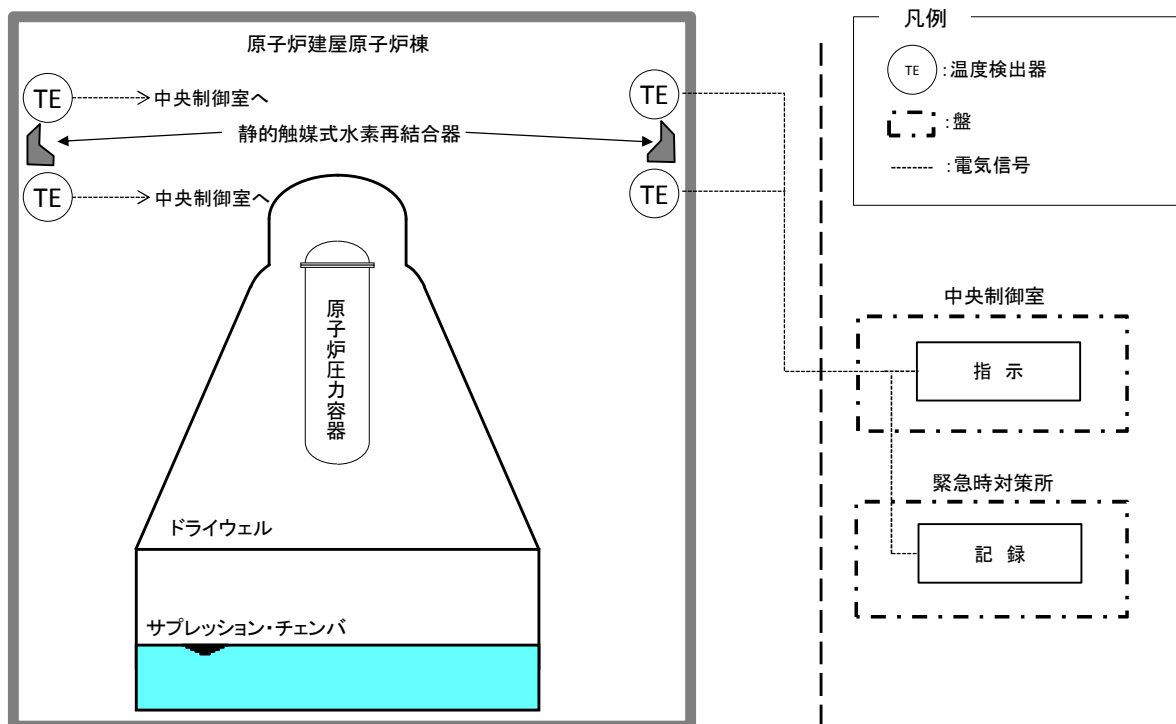 原子炉建屋原子炉棟
TE
中央制御室へ
TE
静的触媒式水素再結合器
TE
中央制御室へ
TE
原子炉圧力容器
ドライウェル
サプレッション・チェンバ
凡例
TE
:温度検出器
:盤
:電気信号
中央制御室
指 示
緊急時対策所
記 録